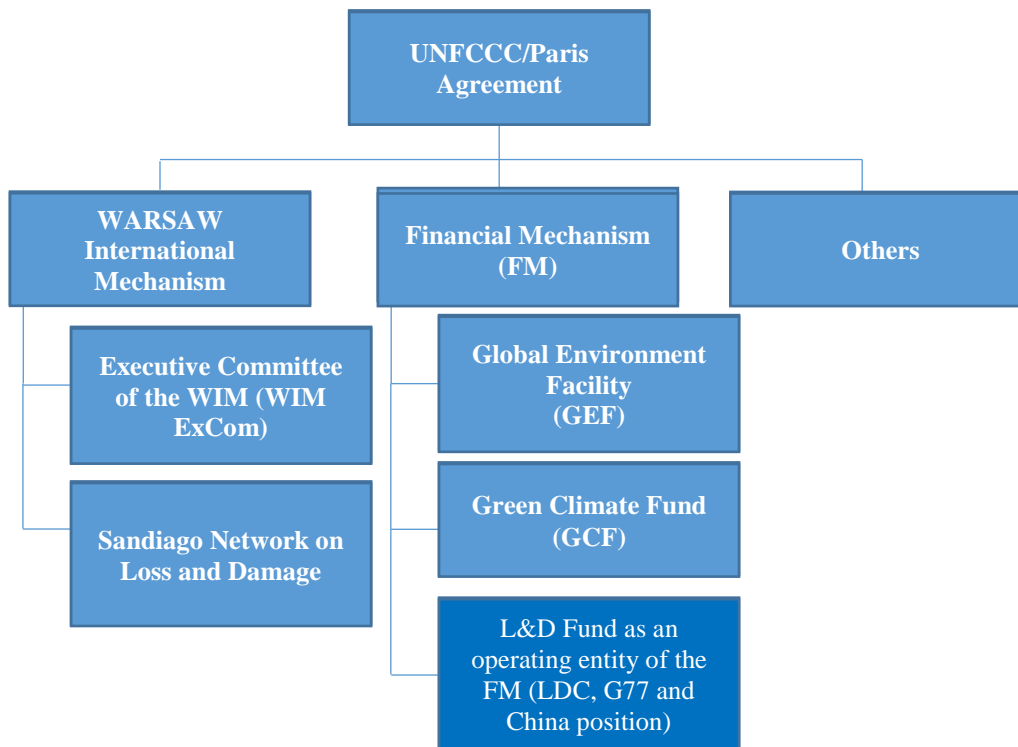 UNFCCC/Paris
Agreement
WARSAW
International
Mechanism
Financial Mechanism
(FM)
Others
Executive Committee
of the WIM (WIM
ExCom)
Sandiago Network on
Loss and Damage
Global Environment
Facility
(GEF)
Green Climate Fund
(GCF)
L&D Fund as an
operating entity of the
FM (LDC, G77 and
China position)